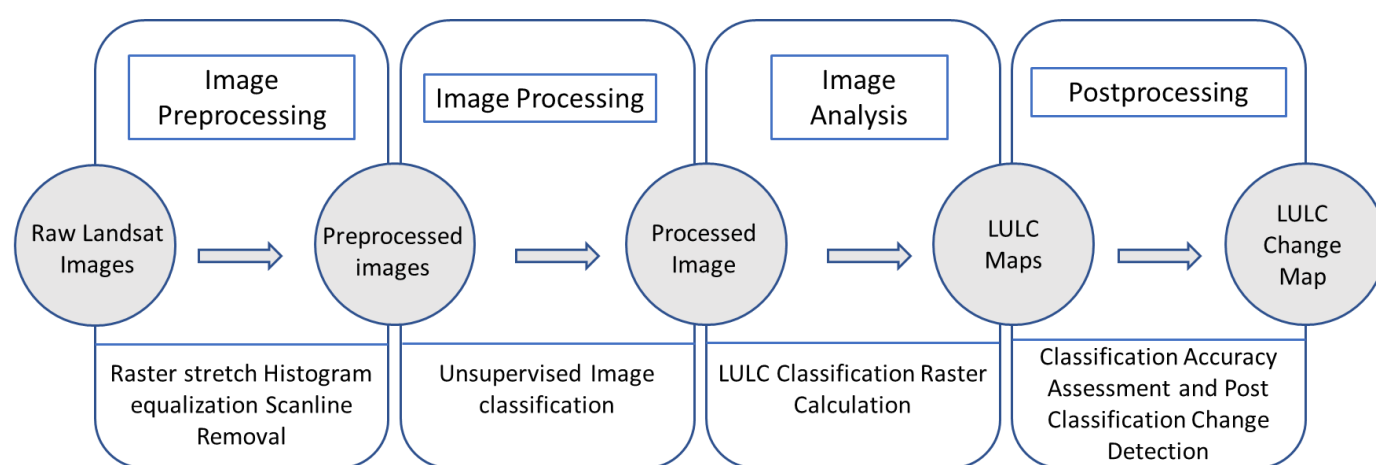 Image
Preprocessing
Image Processing
Image
Analysis
Postprocessing
Raw Landsat
Images
Preprocessed
images
Processed
Image
LULC
Maps
LULC
Change
Map
Raster stretch Histogram
equalization Scanline
Removal
Unsupervised Image
classification
LULC Classification Raster
Calculation
Classification Accuracy
Assessment and Post
Classification Change
Detection